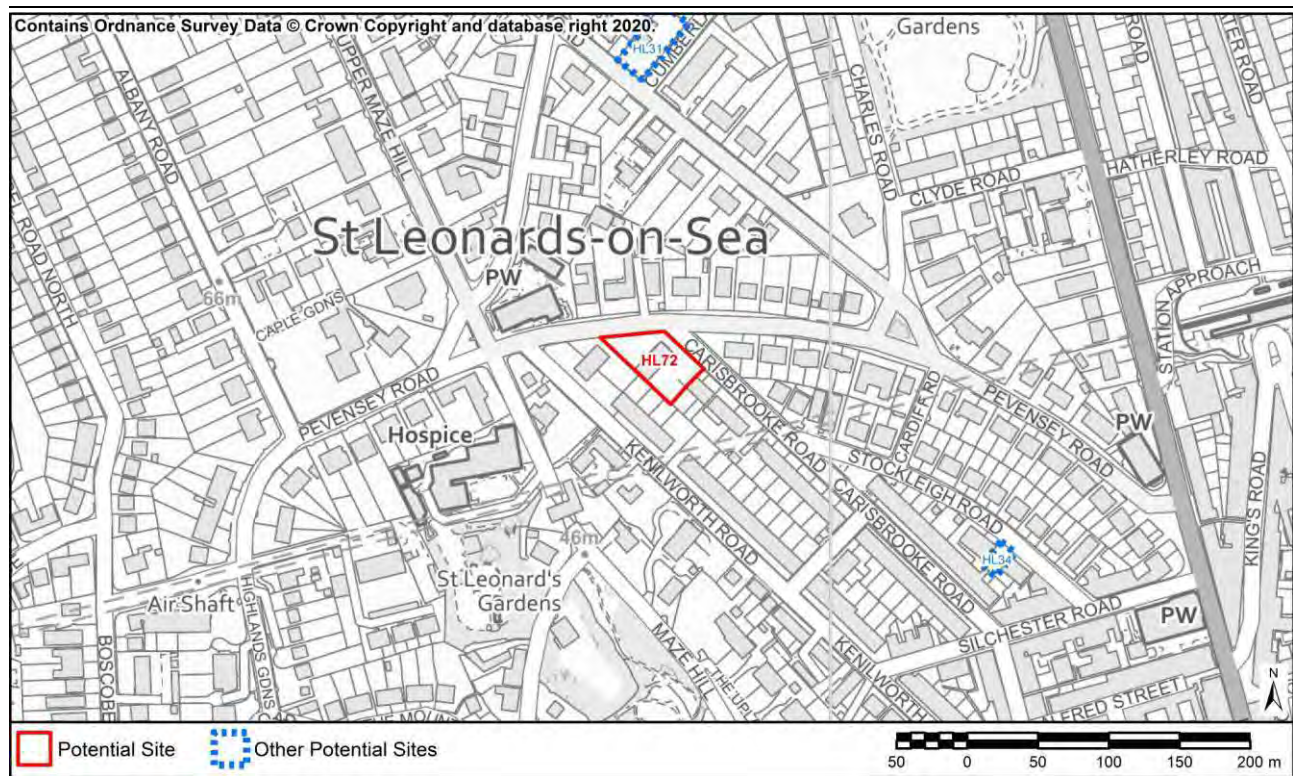 Contains Ordnance Survey Data © Crown Copyright and database right 2020.
Gardens
HL31
ROAD
ALBANY ROAD
UPPER MAZE HILL
CHARLES ROAD
HATHERLEY ROAD
CLYDE ROAD
St Leonards-on-Sea
PW
STATION APPROACH
ROAD NORTH
66m
CAPLE GDNS
HL72
CARISBROOKE ROAD
PEVENSEY ROAD
PEVENSEY ROAD
CARDIFF RD
Hospice
PW
KENILWORTH ROAD
STOCKLEIGH ROAD
CARISBROOKE ROAD
KING'S ROAD
46m
HL34
St Leonard's
Gardens
Air Shaft
HIGHLANDS GDNS
SILCHESTER ROAD
PW
MAZE HILL
KENILWORTH
N
Potential Site
Other Potential Sites
50 0 50 100 150 200 m